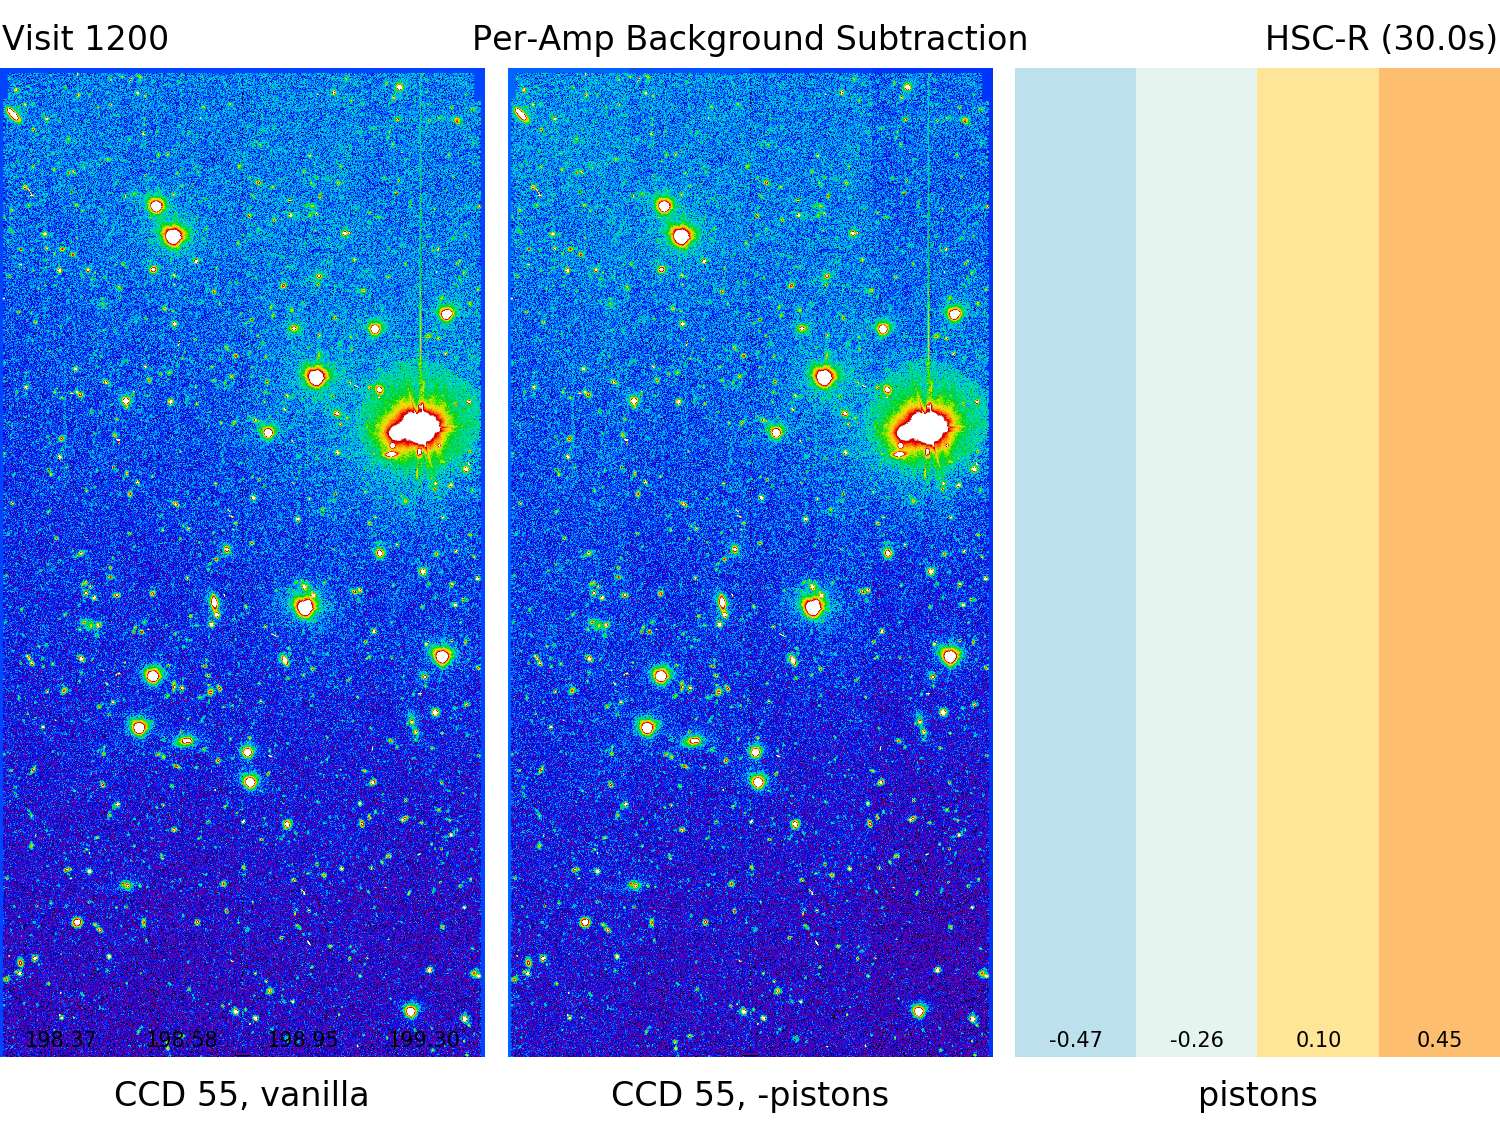 Visit 1200 Per-Amp Background Subtraction HSC-R (30.0s)
198.37 198.58 198.95 199.30 -0.47 -0.26 0.10 0.45
CCD 55, vanilla CCD 55, -pistons pistons